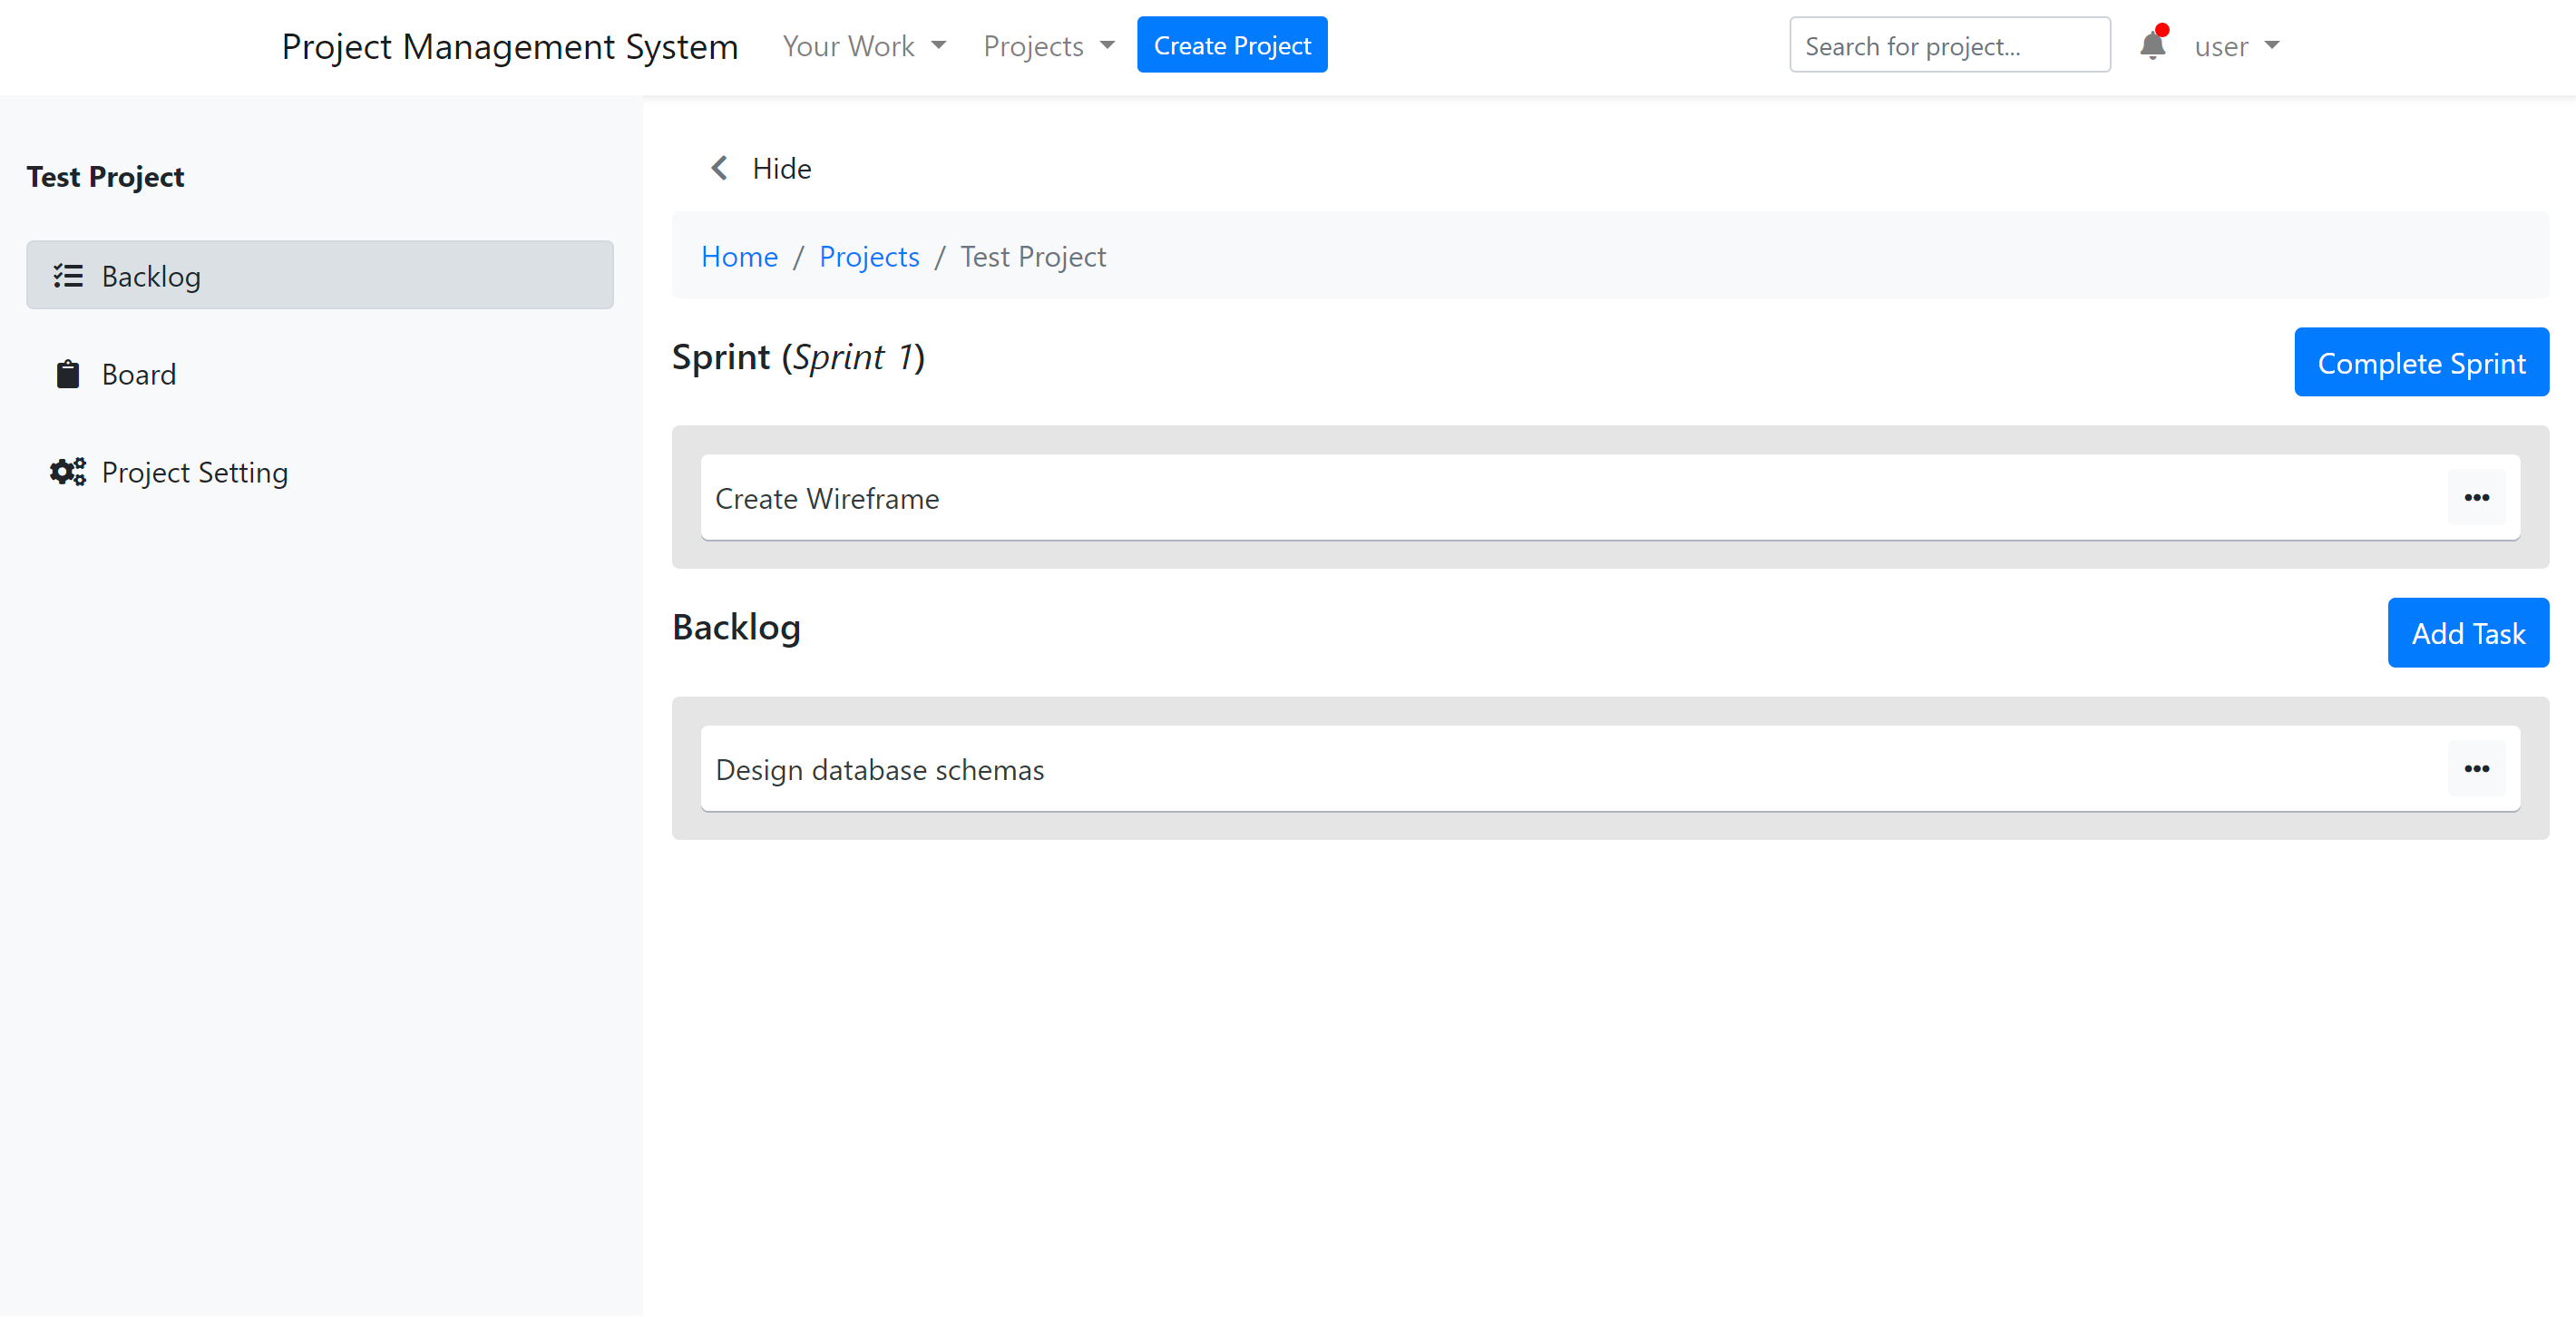 Project Management System Your Work Projects Create Project Search for project... user
Test Project
Backlog
Board
Project Setting
Hide
Home / Projects / Test Project
Sprint (Sprint 1) Complete Sprint
Create Wireframe
Backlog Add Task
Design database schemas